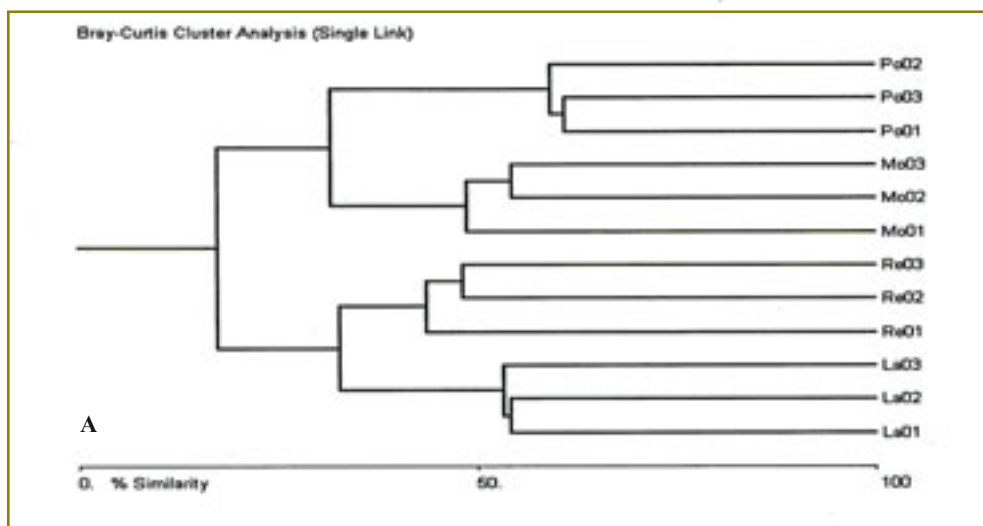 Bray-Curtis Cluster Analysis (Single Link)
Po02
Po03
Po01
Mo03
Mo02
Mo01
Re03
Re02
Re01
La03
La02
La01
A
0. % Similarity 50. 100